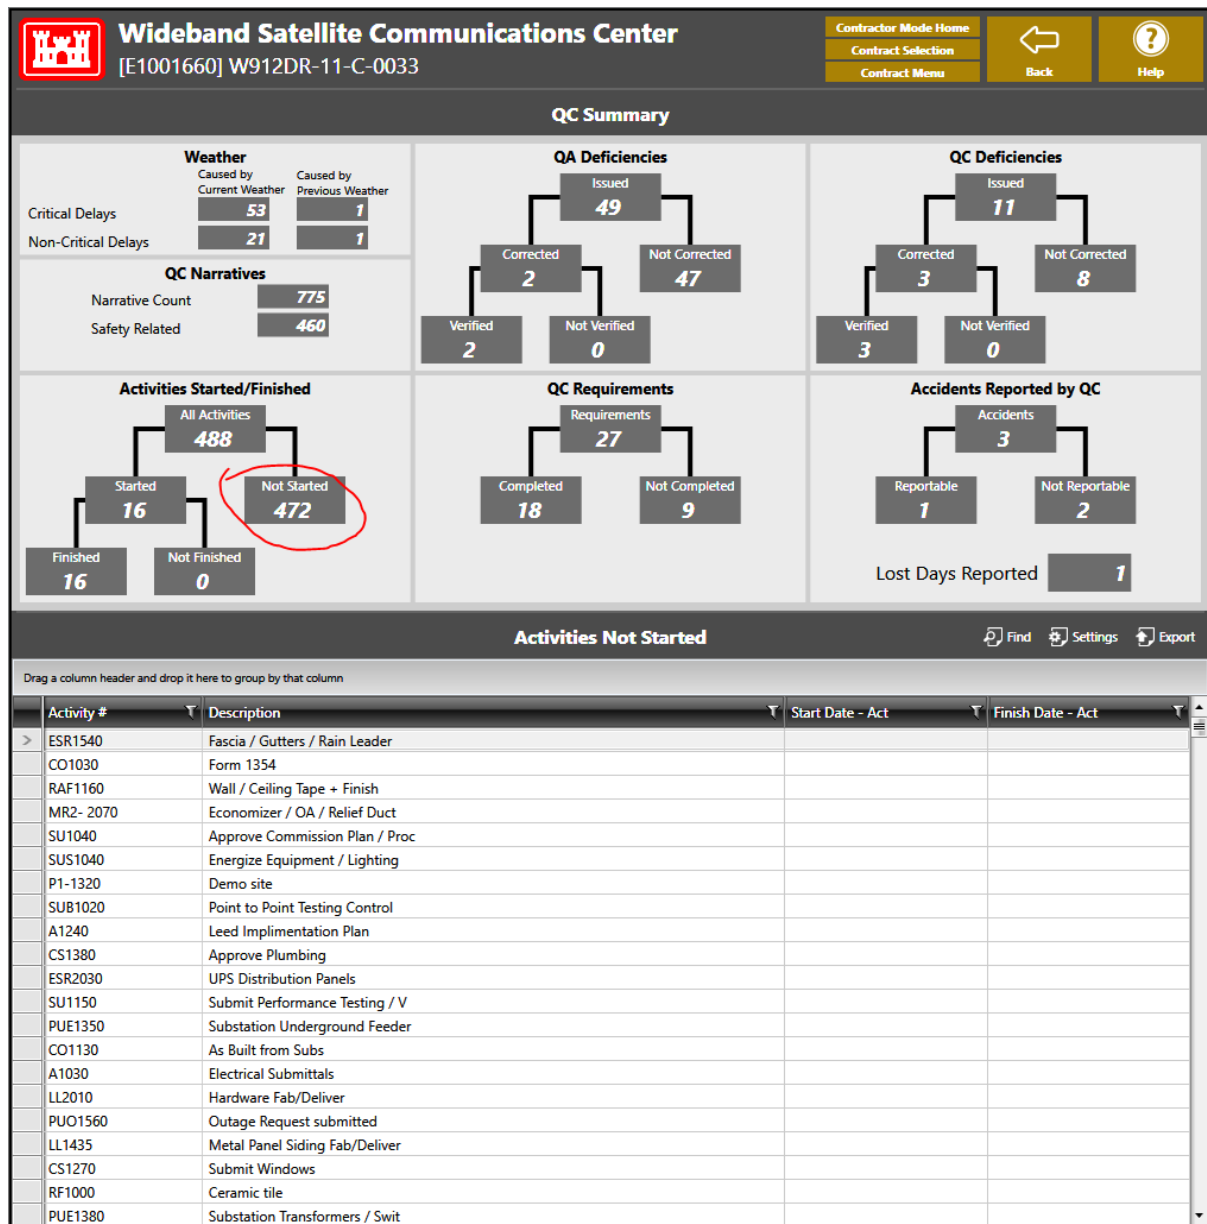 Wideband Satellite Communications Center
[E1001660] W912DR-11-C-0033
Contractor Mode Home
Contract Selection
Contract Menu
Back
Help
QC Summary
Weather
Caused by Current Weather
Caused by Previous Weather
Critical Delays 53 1
Non-Critical Delays 21 1
QC Narratives
Narrative Count 775
Safety Related 460
QA Deficiencies
Issued
49
Corrected
2
Not Corrected
47
Verified
2
Not Verified
0
QC Deficiencies
Issued
11
Corrected
3
Not Corrected
8
Verified
3
Not Verified
0
Activities Started/Finished
All Activities
488
Started
16
Not Started
472
Finished
16
Not Finished
0
QC Requirements
Requirements
27
Completed
18
Not Completed
9
Accidents Reported by QC
Accidents
3
Reportable
1
Not Reportable
2
Lost Days Reported 1
Activities Not Started
Find Settings Export
Drag a column header and drop it here to group by that column
Activity # Description Start Date - Act Finish Date - Act
ESR1540 Fascia / Gutters / Rain Leader
CO1030 Form 1354
RAF1160 Wall / Ceiling Tape + Finish
MR2- 2070 Economizer / OA / Relief Duct
SU1040 Approve Commission Plan / Proc
SUS1040 Energize Equipment / Lighting
P1-1320 Demo site
SUB1020 Point to Point Testing Control
A1240 Leed Implimentation Plan
CS1380 Approve Plumbing
ESR2030 UPS Distribution Panels
SU1150 Submit Performance Testing / V
PUE1350 Substation Underground Feeder
CO1130 As Built from Subs
A1030 Electrical Submittals
LL2010 Hardware Fab/Deliver
PUO1560 Outage Request submitted
LL1435 Metal Panel Siding Fab/Deliver
CS1270 Submit Windows
RF1000 Ceramic tile
PUE1380 Substation Transformers / Swit